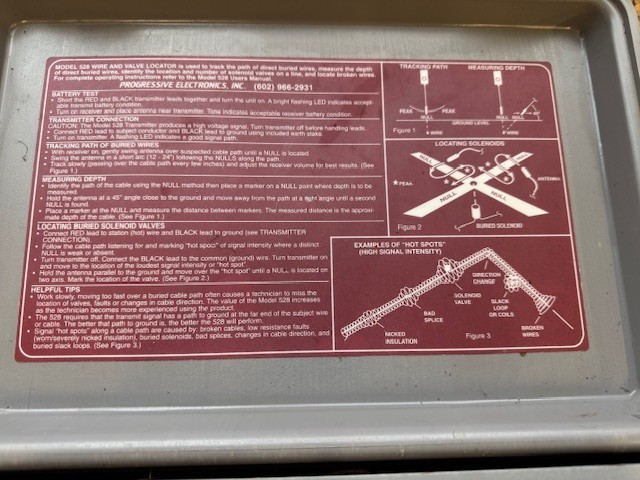 MODEL 528 WIRE AND VALVE LOCATOR is used to track the path of direct buried wires, measure the depth
of direct buried wires, identify the location and number of solenoid valves on a line, and locate broken wires.
For complete operating instructions refer to the Model 528 Users Manual.
PROGRESSIVE ELECTRONICS, INC. (602) 966-2931
BATTERY TEST
• Short the RED and BLACK transmitter leads together and turn the unit on. A bright flashing LED indicates accept-
able transmit battery condition.
• Turn on receiver and place antenna near transmitter. Tone indicates acceptable receiver battery condition.
TRANSMITTER CONNECTION
CAUTION: The Model 528 Transmitter produces a high voltage signal. Turn transmitter off before handling leads.
• Connect RED lead to subject conductor and BLACK lead to ground using included earth stake.
• Turn on transmitter. A flashing LED indicates a good signal path.
TRACKING PATH OF BURIED WIRES
• With receiver on, gently swing antenna over suspected cable path until a NULL is located.
• Swing the antenna in a short arc (12 - 24") following the NULLS along the path.
• Track slowly (passing over the cable path every few inches) and adjust the receiver volume for best results. (See
Figure 1.)
MEASURING DEPTH
• Identify the path of the cable using the NULL method then place a marker on a NULL point where depth is to be
measured.
• Hold the antenna at a 45° angle close to the ground and move away from the path at a right angle until a second
NULL is found.
• Place a marker at the NULL and measure the distance between markers. The measured distance is the approxi-
mate depth of the cable. (See Figure 1.)
LOCATING BURIED SOLENOID VALVES
• Connect RED lead to station (hot) wire and BLACK lead to ground (see TRANSMITTER
CONNECTION).
• Follow the cable path listening for and marking "hot spots" of signal intensity where a distinct
NULL is weak or absent.
• Turn transmitter off. Connect the BLACK lead to the common (ground) wire. Turn transmitter on
and move to the location of the loudest signal intensity or "hot spot".
• Hold the antenna parallel to the ground and move over the "hot spot" until a NULL is located on
two axis. Mark the location of the valve. (See Figure 2.)
HELPFUL TIPS
• Work slowly, moving too fast over a buried cable path often causes a technician to miss the
location of valves, faults or changes in cable direction. The value of the Model 528 increases
as the technician becomes more experienced using the product.
• The 528 requires that the transmit signal has a path to ground at the far end of the subject wire
or cable. The better that path to ground is, the better the 528 will perform.
• Signal "hot spots" along a cable path are caused by: broken cables, low resistance faults
(worn/severely nicked insulation), buried solenoids, bad splices, changes in cable direction, and
buried slack loops. (See Figure 3.)
TRACKING PATH MEASURING DEPTH
PEAK PEAK
NULL NULL NULL
GROUND LEVEL
Figure 1
WIRE WIRE
LOCATING SOLENOIDS
NULL NULL
ANTENNA
★PEAK
NULL NULL
Figure 2
BURIED SOLENOID
EXAMPLES OF "HOT SPOTS"
(HIGH SIGNAL INTENSITY)
DIRECTION
CHANGE
SOLENOID
VALVE
SLACK
LOOP
OR COILS
BAD
SPLICE
BROKEN
WIRES
NICKED
INSULATION
Figure 3